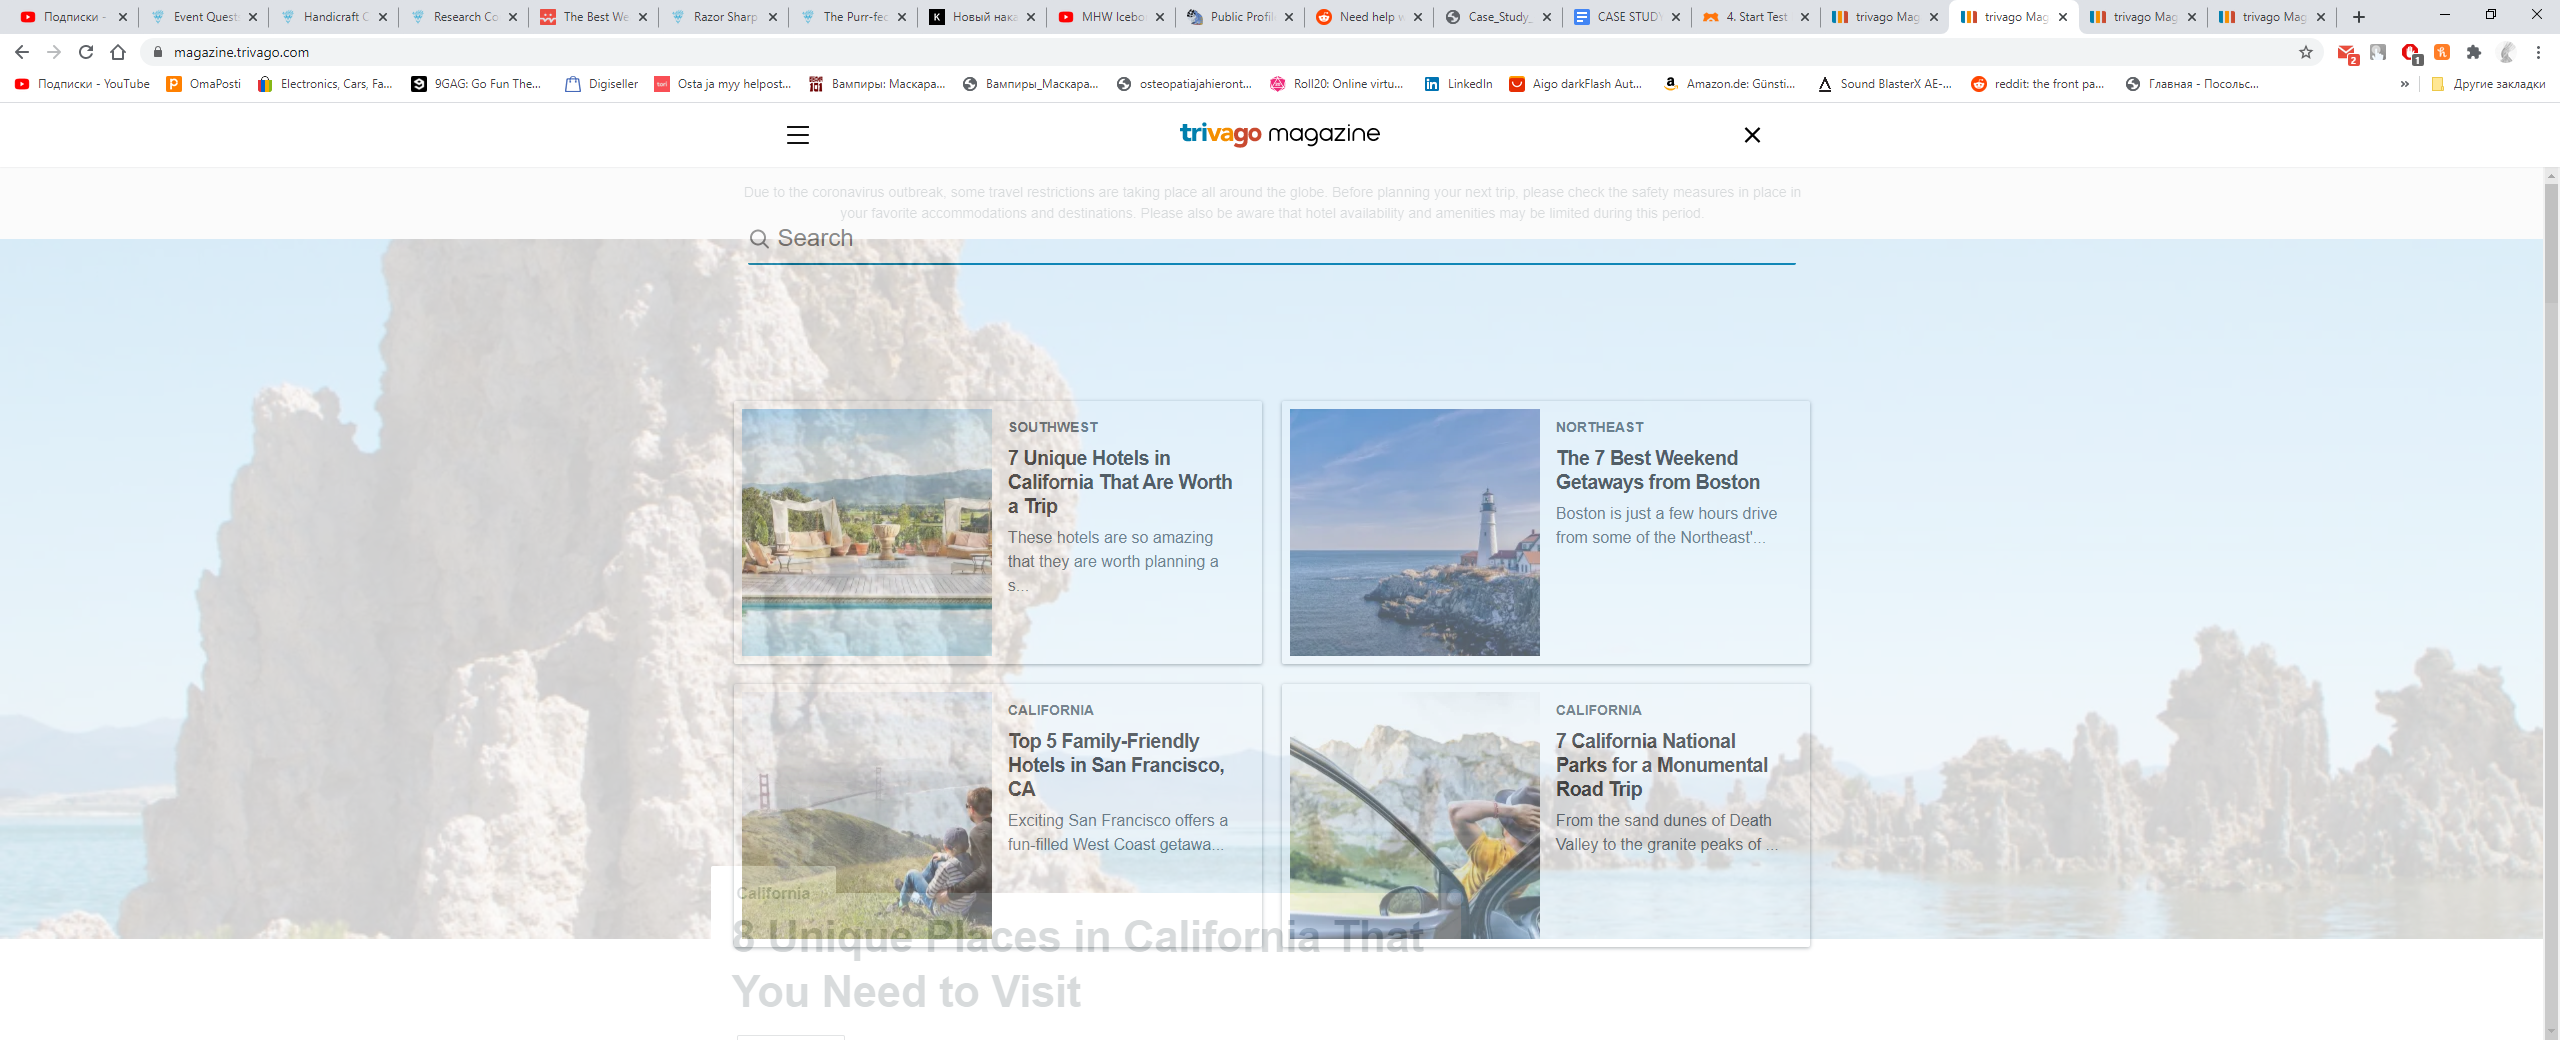 Подписки -
Event Quest
Handicraft C
Research Co
The Best We
Razor Sharp
The Purr-fec
Новый нака
MHW Icebo
Public Profil
Need help w
Case_Study_
CASE STUDY
4. Start Test
trivago Mag
trivago Mag
trivago Mag
trivago Mag
magazine.trivago.com
2
1
Подписки - YouTube
OmaPosti
Electronics, Cars, Fa...
9GAG: Go Fun The...
Digiseller
Osta ja myy helpost...
Вампиры: Маскара...
Вампиры_Маскара...
osteopatiajahieront...
Roll20: Online virtu...
LinkedIn
Aigo darkFlash Aut...
Amazon.de: Günsti...
Sound BlasterX AE-...
reddit: the front pa...
Главная - Посольс...
»
Другие закладки
trivago magazine
Due to the coronavirus outbreak, some travel restrictions are taking place all around the globe. Before planning your next trip, please check the safety measures in place in
your favorite accommodations and destinations. Please also be aware that hotel availability and amenities may be limited during this period.
Search
SOUTHWEST
7 Unique Hotels in
California That Are Worth
a Trip
These hotels are so amazing
that they are worth planning a
s...
NORTHEAST
The 7 Best Weekend
Getaways from Boston
Boston is just a few hours drive
from some of the Northeast'...
CALIFORNIA
Top 5 Family-Friendly
Hotels in San Francisco,
CA
Exciting San Francisco offers a
fun-filled West Coast getawa...
CALIFORNIA
7 California National
Parks for a Monumental
Road Trip
From the sand dunes of Death
Valley to the granite peaks of ...
California
8 Unique Places in California That
You Need to Visit